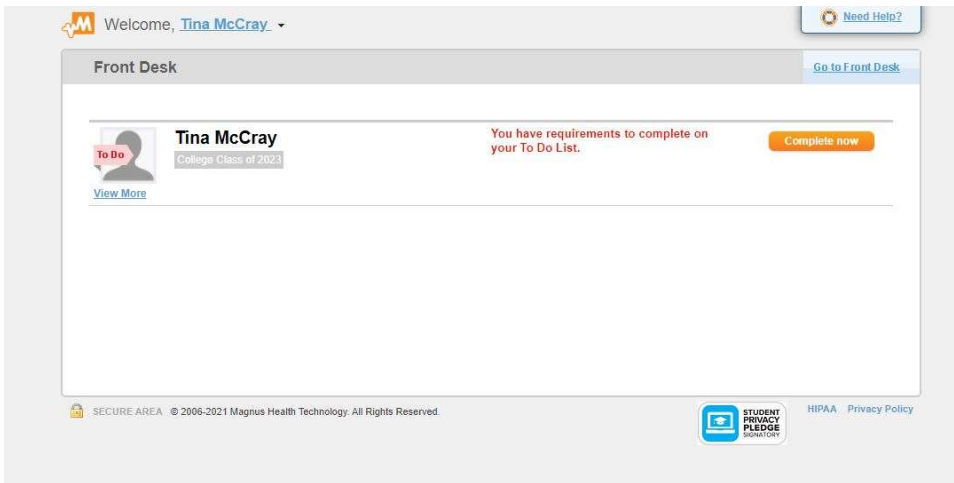 M Welcome, Tina McCray
Need Help?
Front Desk
Go to Front Desk
Tina McCray
College Class of 2023
To Do
View More
You have requirements to complete on
your To Do List.
Complete now
SECURE AREA © 2006-2021 Magnus Health Technology. All Rights Reserved.
STUDENT
PRIVACY
PLEDGE
SIGNATORY
HIPAA Privacy Policy